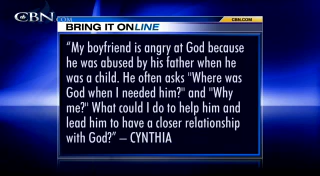 CBN.COM
CBN.COM
BRING IT ONLINE
"My boyfriend is angry at God because
he was abused by his father when he
was a child. He often asks "Where was
God when I needed him?" and "Why
me?" What could I do to help him and
lead him to have a closer relationship
with God?" – CYNTHIA